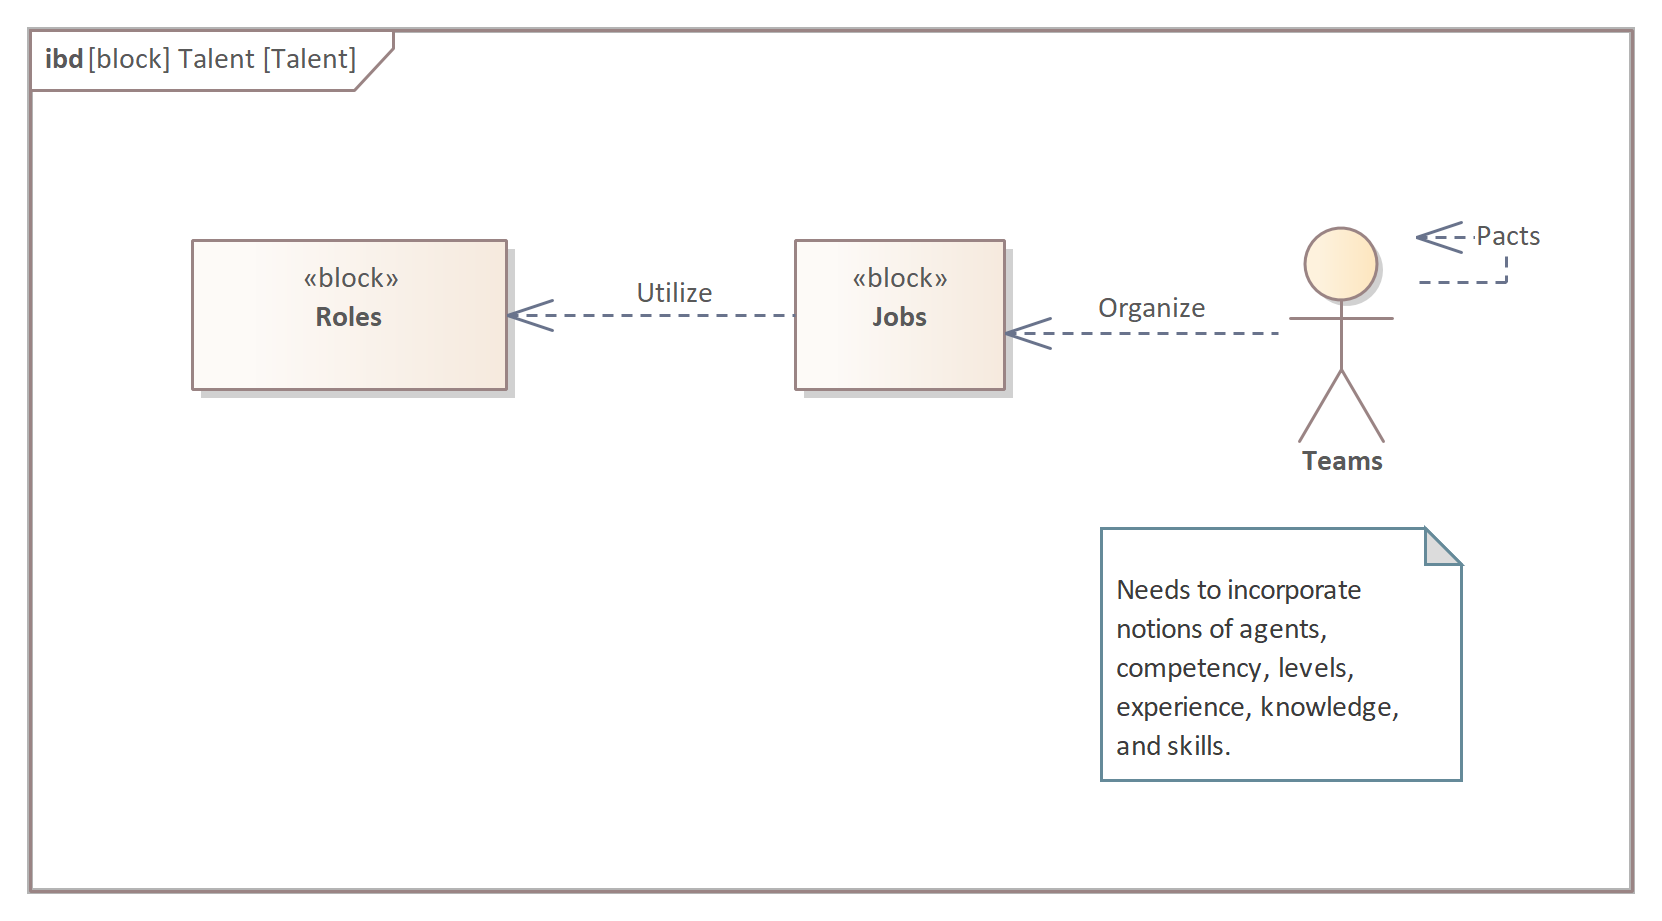 ibd [block] Talent [Talent]
«block»
Roles
Utilize
«block»
Jobs
Organize
Pacts
Teams
Needs to incorporate
notions of agents,
competency, levels,
experience, knowledge,
and skills.